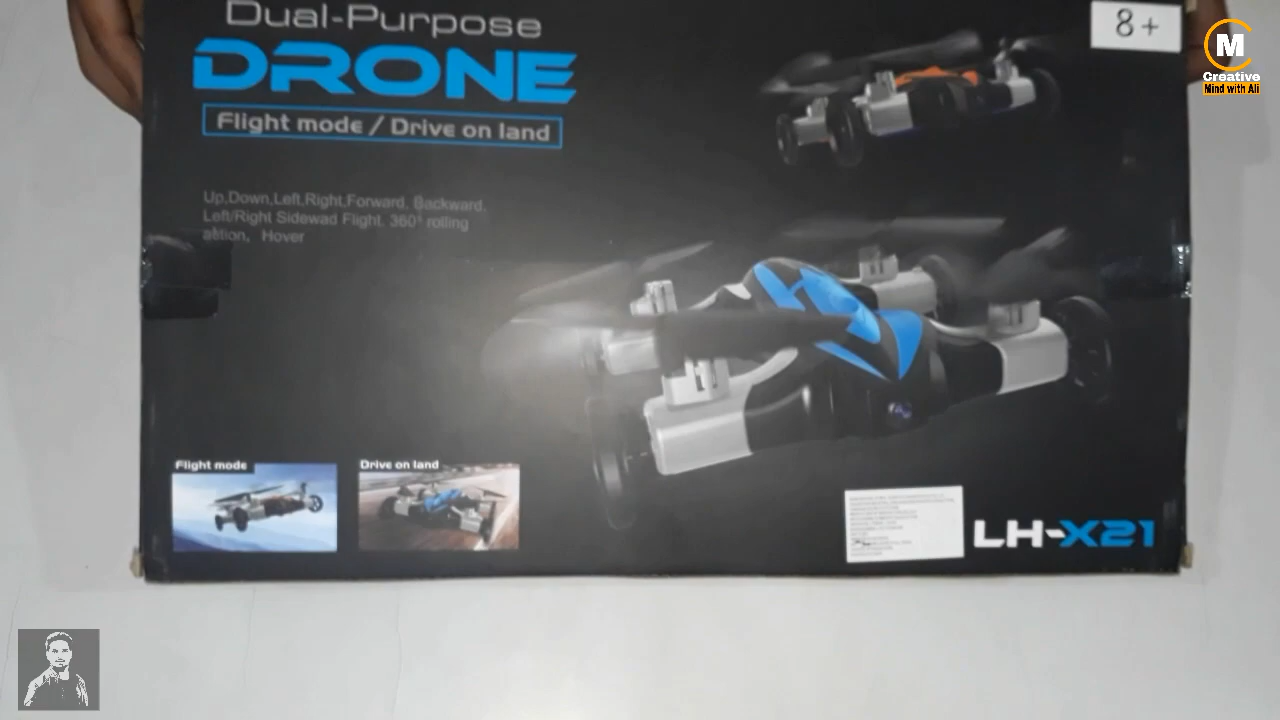 Dual-Purpose
DRONE
Flight mode / Drive on land
8+
M
Creative
Mind with Ali
Up,Down,Left,Right,Forward. Backward.
Left/Right Sidewad Flight. 360° rolling
action, Hover
Flight mode
Drive on land
LH-X21